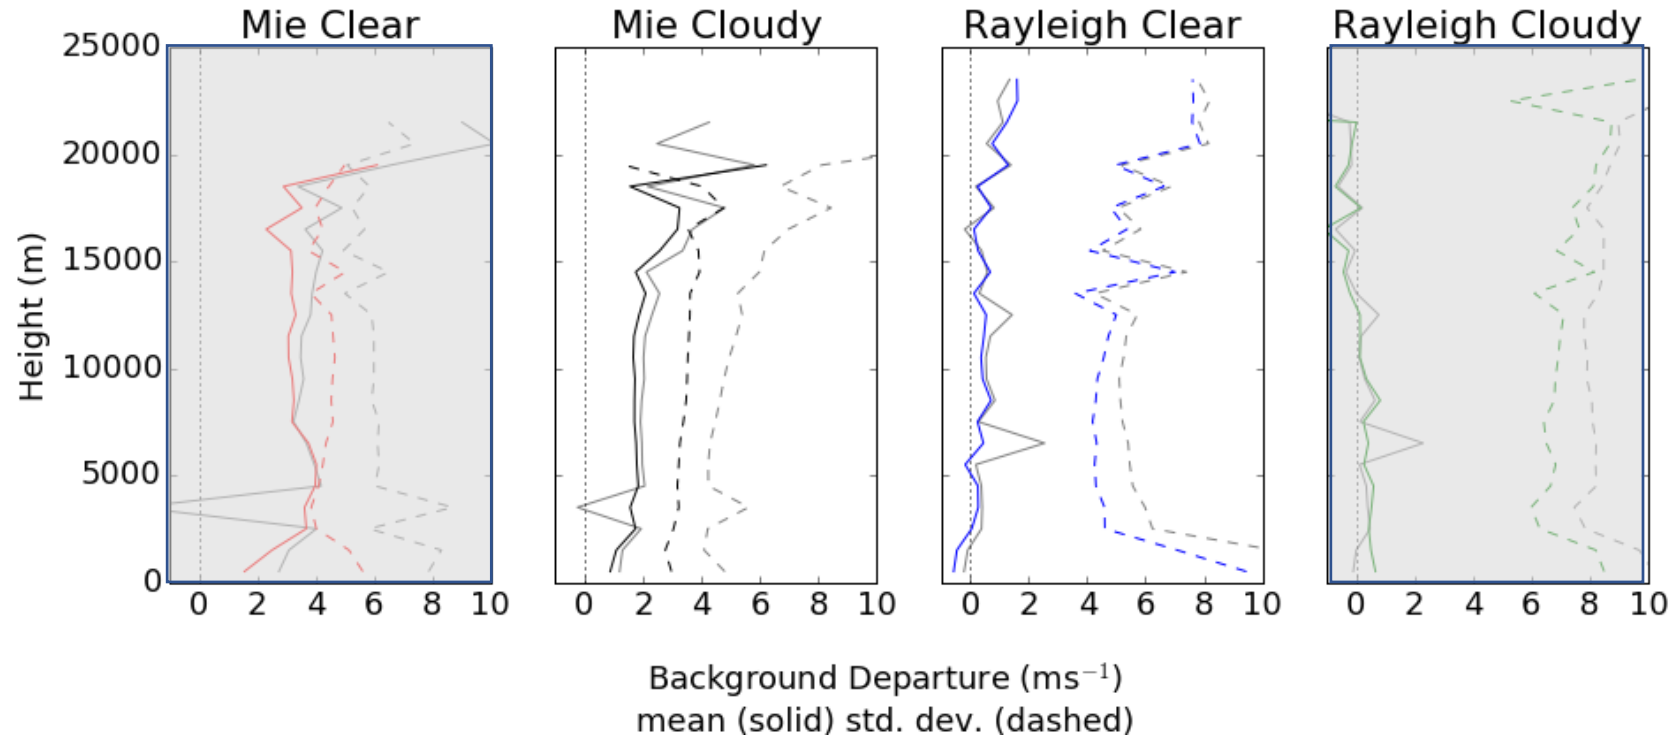 Mie Clear Mie Cloudy Rayleigh Clear Rayleigh Cloudy
25000
20000
15000
10000
5000
0
Height (m)
0 2 4 6 8 10 0 2 4 6 8 10 0 2 4 6 8 10 0 2 4 6 8 10
Background Departure (ms⁻¹)
mean (solid) std. dev. (dashed)